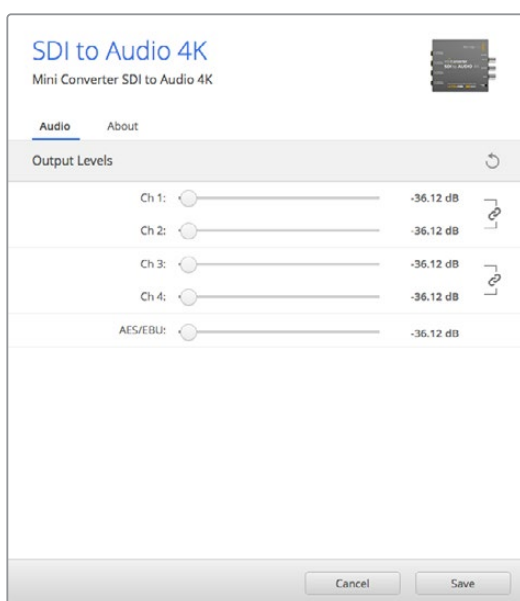 SDI to Audio 4K
Mini Converter SDI to Audio 4K
Audio About
Output Levels
Ch 1: -36.12 dB
Ch 2: -36.12 dB
Ch 3: -36.12 dB
Ch 4: -36.12 dB
AES/EBU: -36.12 dB
Cancel Save